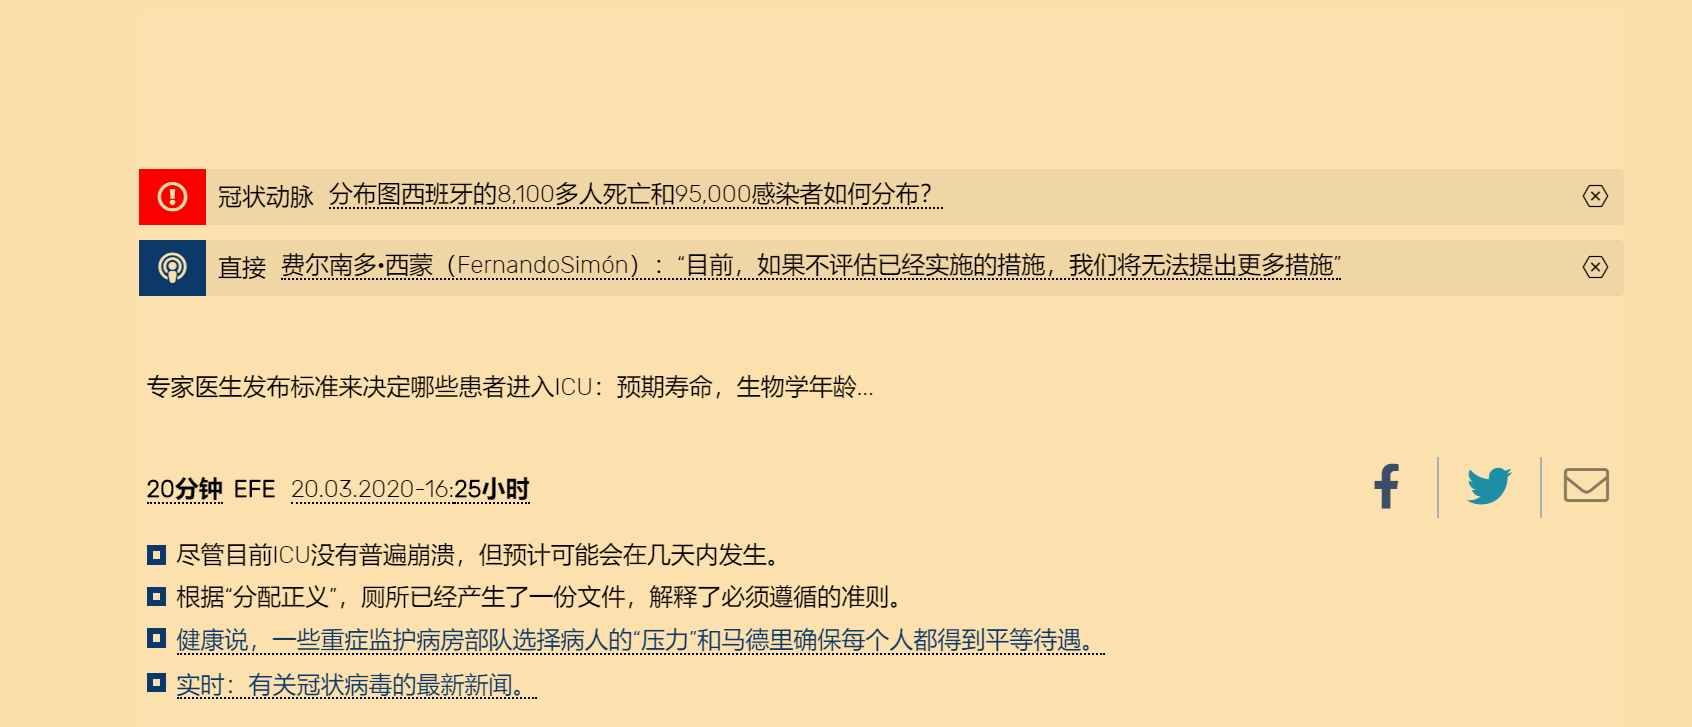 冠状动脉 分布图西班牙的8,100多人死亡和95,000感染者如何分布？
直接 费尔南多·西蒙（FernandoSimón）：“目前，如果不评估已经实施的措施，我们将无法提出更多措施”
专家医生发布标准来决定哪些患者进入ICU：预期寿命，生物学年龄...
20分钟 EFE 20.03.2020-16:25小时
尽管目前ICU没有普遍崩溃，但预计可能会在几天内发生。
根据“分配正义”，厕所已经产生了一份文件，解释了必须遵循的准则。
健康说，一些重症监护病房部队选择病人的“压力”和马德里确保每个人都得到平等待遇。
实时：有关冠状病毒的最新新闻。